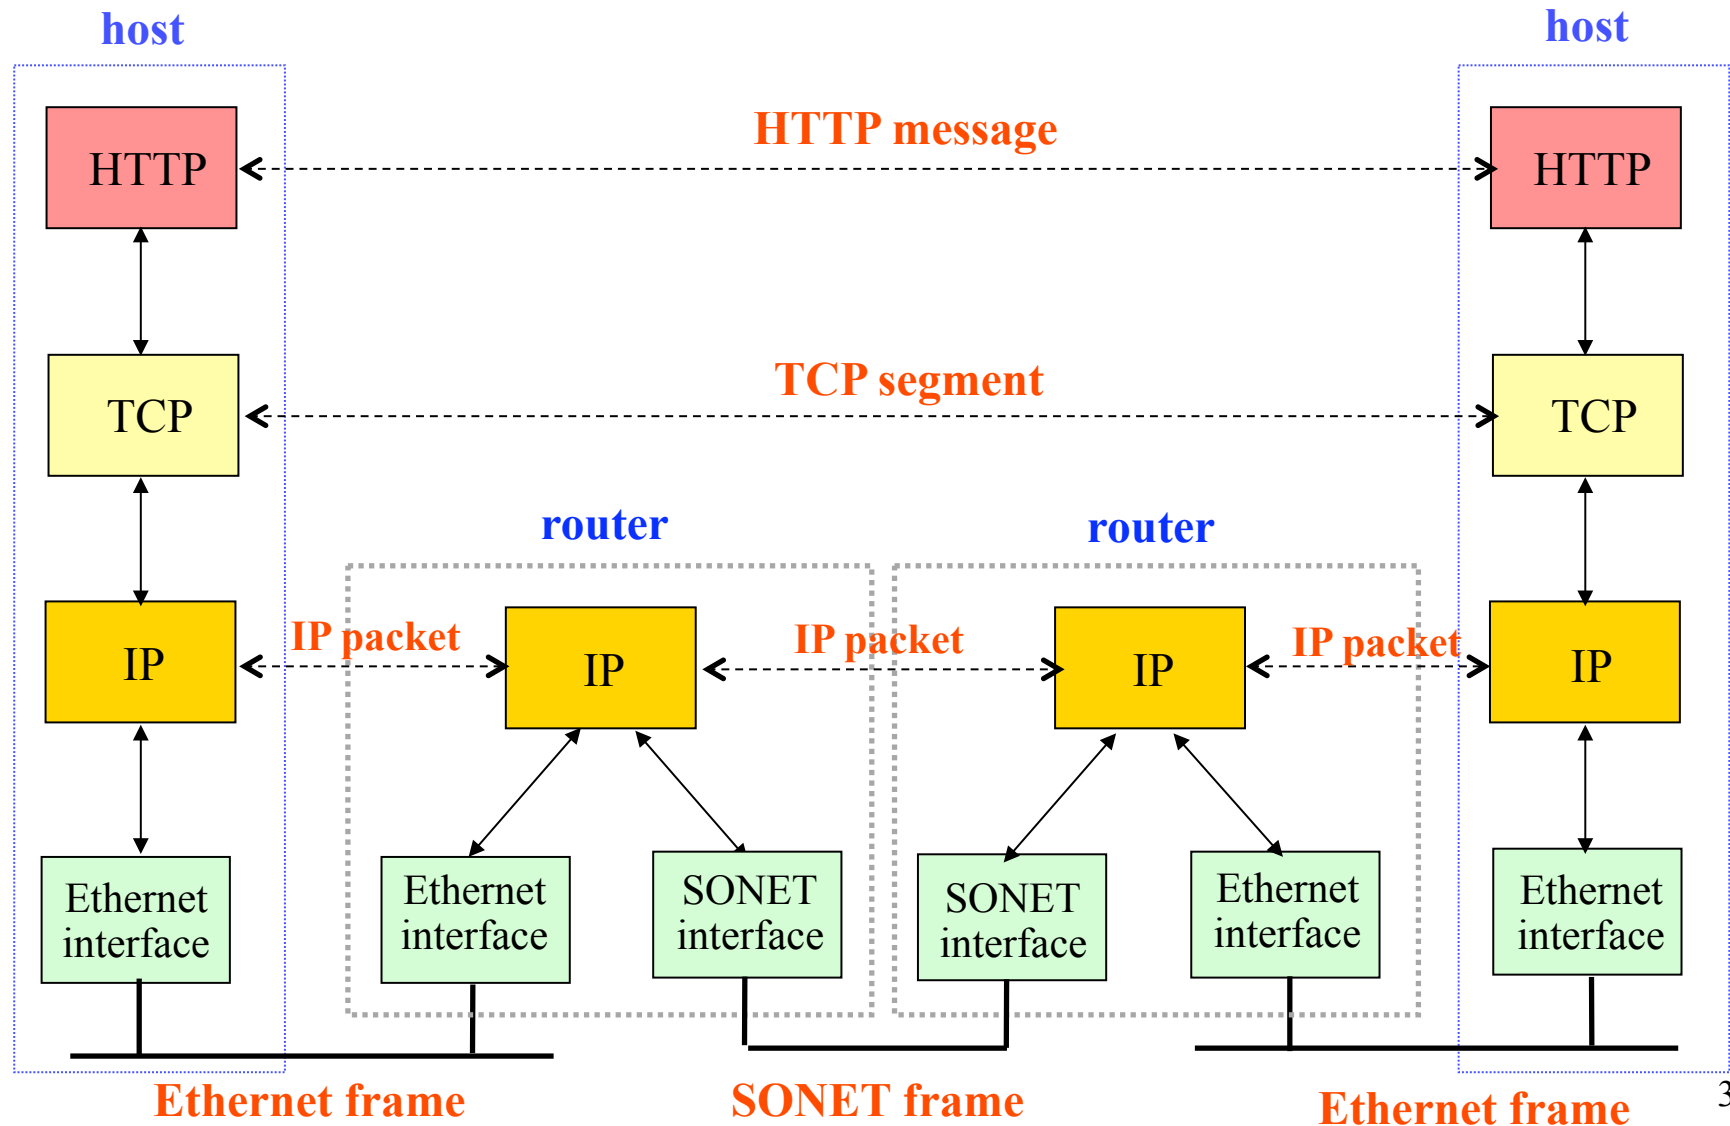 host
host
HTTP message
HTTP
HTTP
TCP segment
TCP
TCP
router
router
IP packet
IP packet
IP packet
IP
IP
IP
IP
Ethernet
interface
Ethernet
interface
SONET
interface
SONET
interface
Ethernet
interface
Ethernet
interface
Ethernet frame
SONET frame
Ethernet frame
3